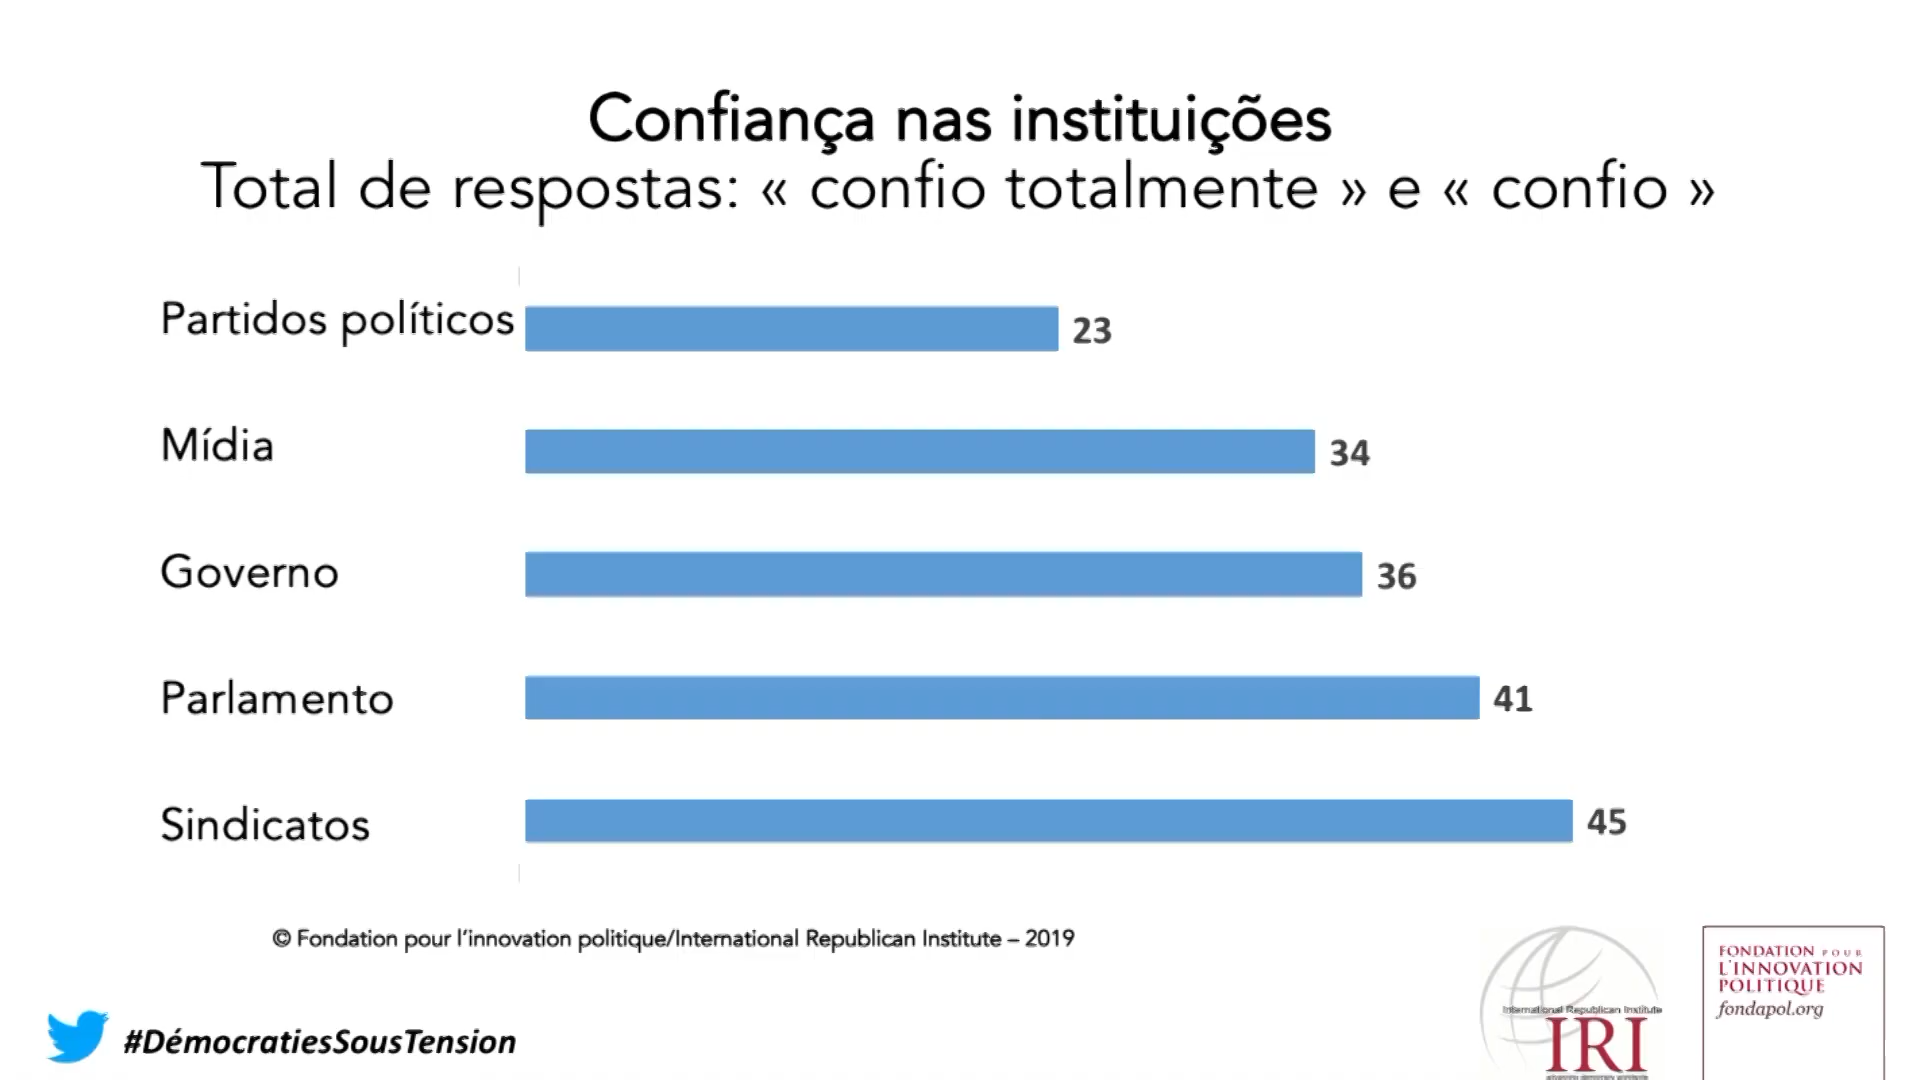 Confiança nas instituições
Total de respostas: « confio totalmente » e « confio »
Partidos políticos 23
Mídia 34
Governo 36
Parlamento 41
Sindicatos 45
© Fondation pour l'innovation politique/International Republican Institute – 2019
#DémocratiesSousTension
International Republican Institute
IRI
FONDATION POUR
L'INNOVATION
POLITIQUE
fondapol.org